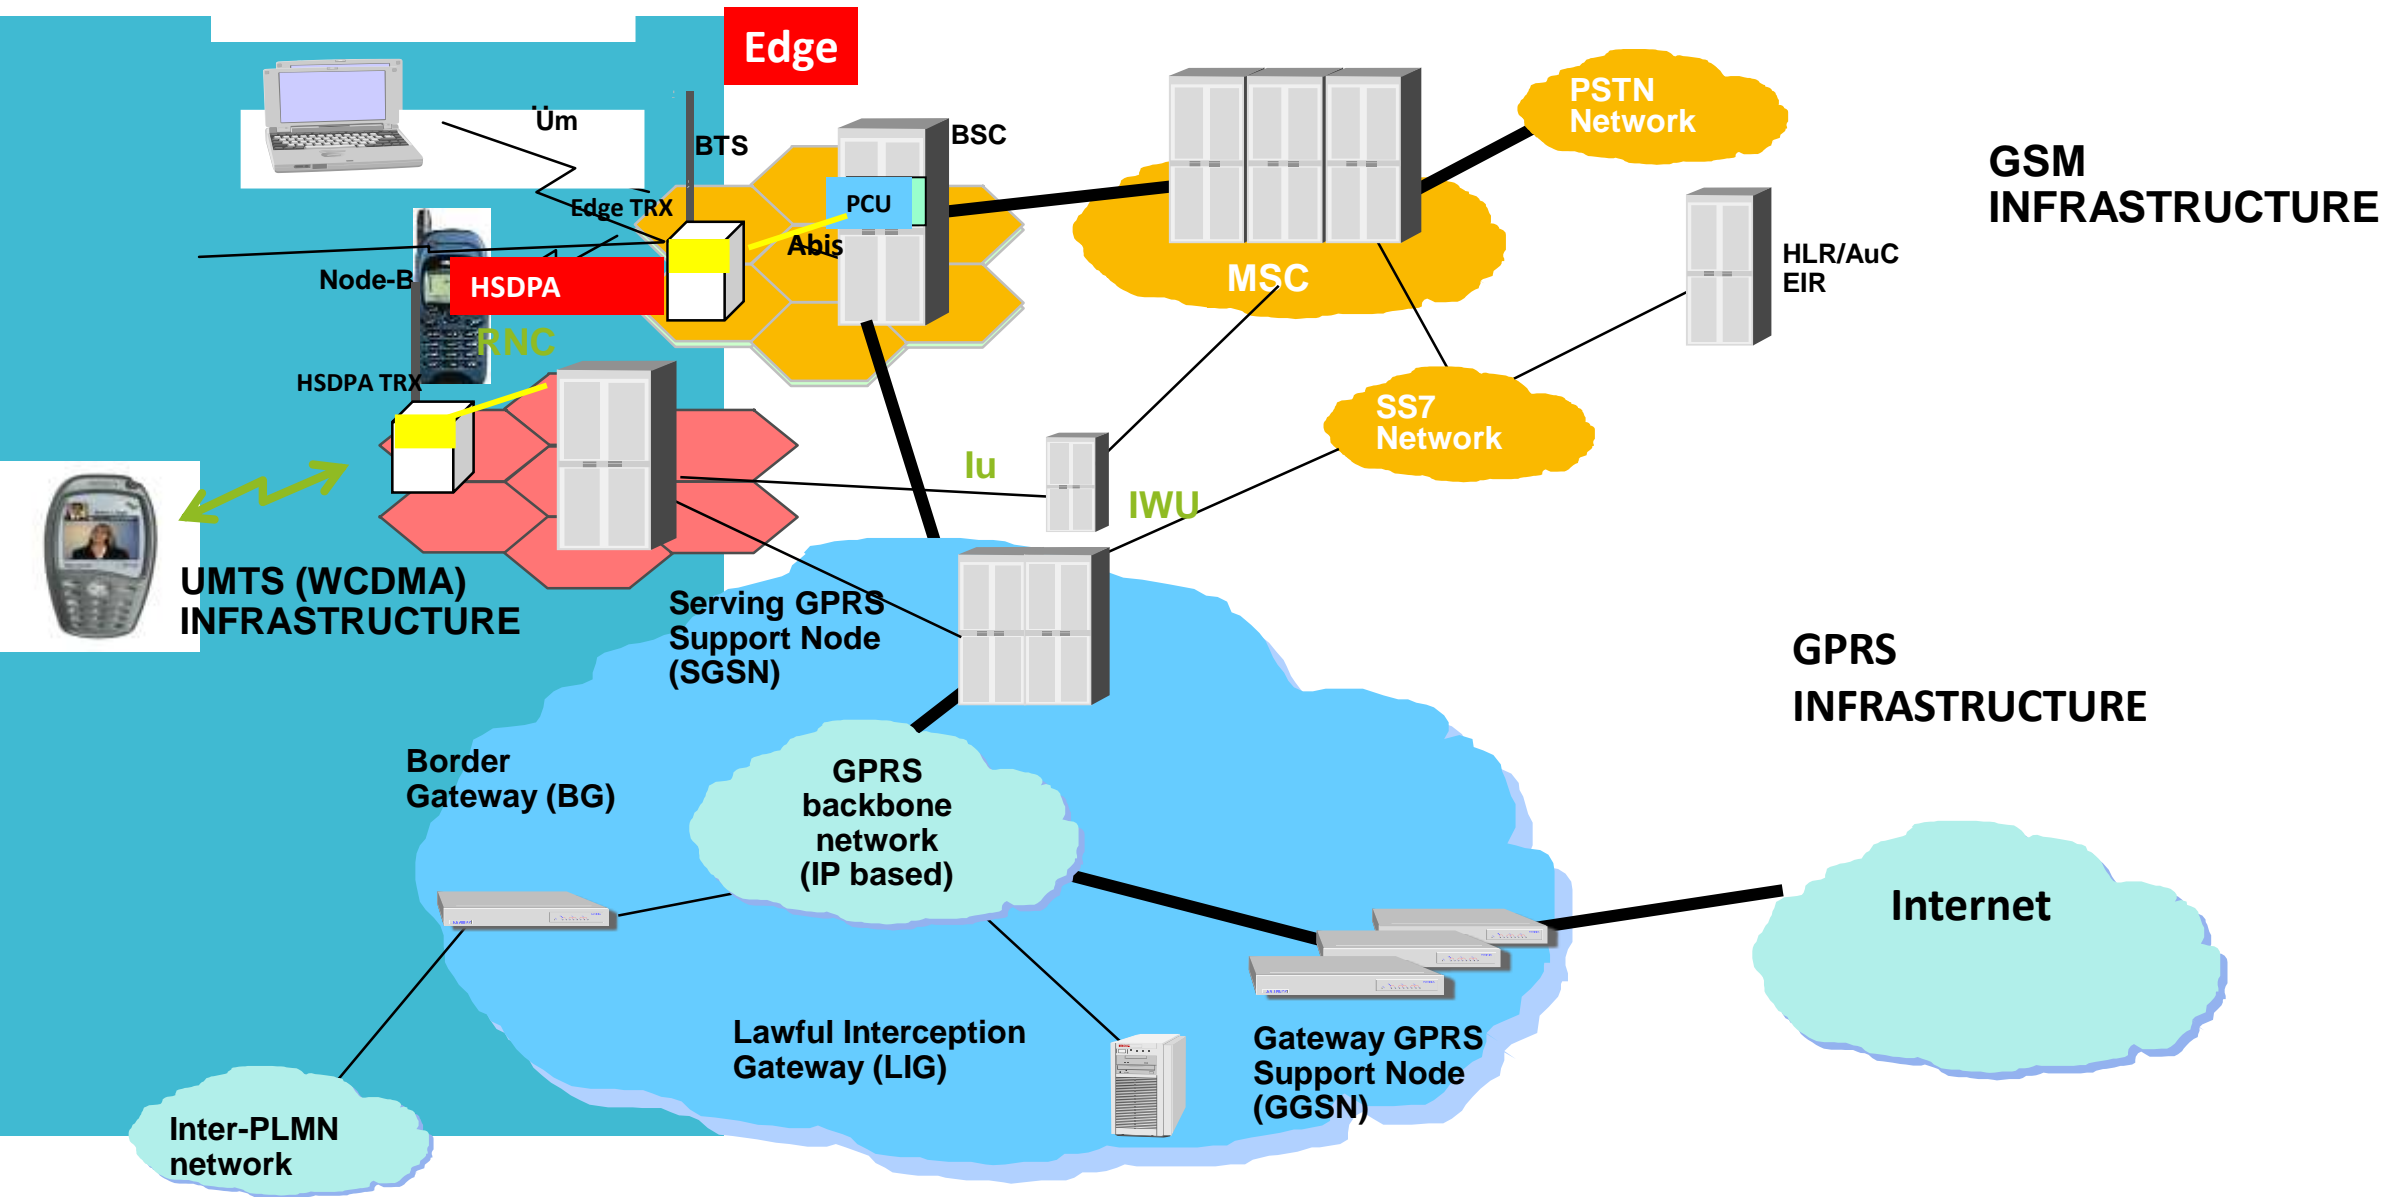 Edge
Üm
BTS
BSC
PSTN
Network
GSM
INFRASTRUCTURE
Edge TRX
PCU
Abis
HLR/AuC
EIR
Node-B
HSDPA
MSC
RNC
HSDPA TRX
SS7
Network
Iu
IWU
UMTS (WCDMA)
INFRASTRUCTURE
Serving GPRS
Support Node
(SGSN)
GPRS
INFRASTRUCTURE
Border
Gateway (BG)
GPRS
backbone
network
(IP based)
Internet
Lawful Interception
Gateway (LIG)
Gateway GPRS
Support Node
(GGSN)
Inter-PLMN
network